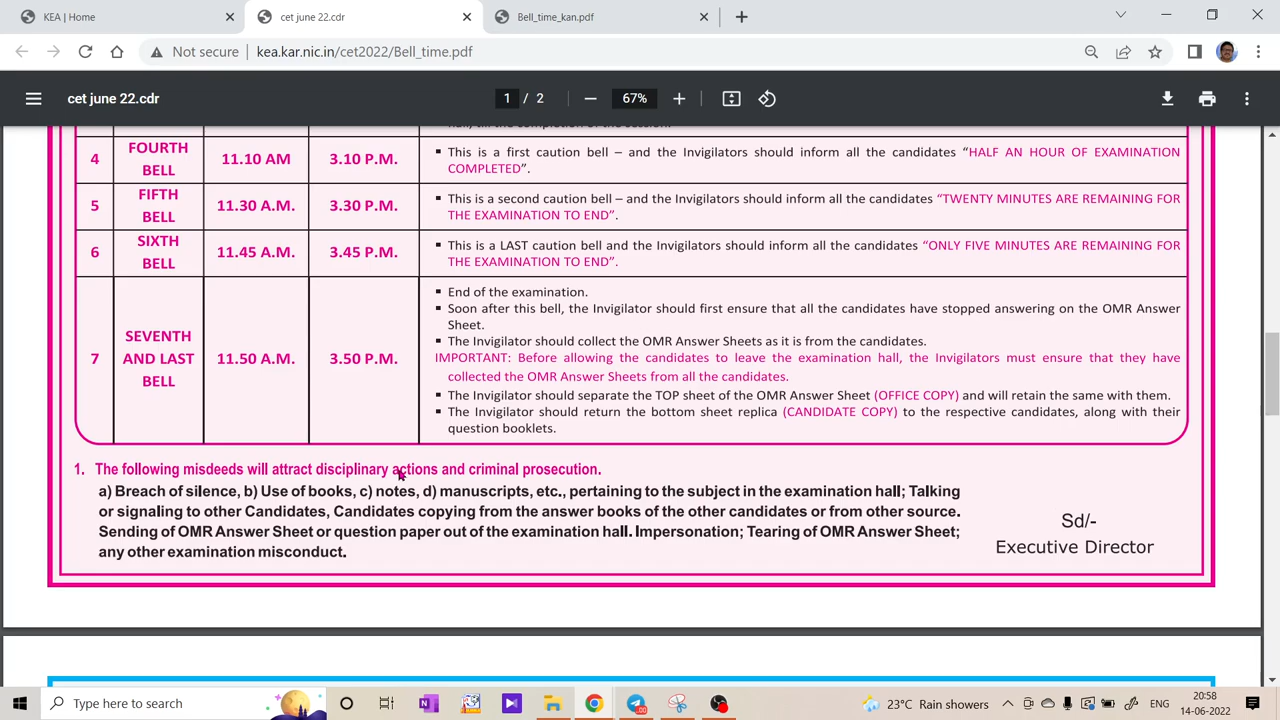 KEA | Home
cet june 22.cdr
Bell_time_kan.pdf
Not secure
kea.kar.nic.in/cet2022/Bell_time.pdf
cet june 22.cdr
1 / 2
67%
4
FOURTH
BELL
11.10 AM
3.10 P.M.
▪ This is a first caution bell – and the Invigilators should inform all the candidates “HALF AN HOUR OF EXAMINATION
COMPLETED”.
5
FIFTH
BELL
11.30 A.M.
3.30 P.M.
▪ This is a second caution bell – and the Invigilators should inform all the candidates “TWENTY MINUTES ARE REMAINING FOR
THE EXAMINATION TO END”.
6
SIXTH
BELL
11.45 A.M.
3.45 P.M.
▪ This is a LAST caution bell and the Invigilators should inform all the candidates “ONLY FIVE MINUTES ARE REMAINING FOR
THE EXAMINATION TO END”.
7
SEVENTH
AND LAST
BELL
11.50 A.M.
3.50 P.M.
▪ End of the examination.
▪ Soon after this bell, the Invigilator should first ensure that all the candidates have stopped answering on the OMR Answer
Sheet.
▪ The Invigilator should collect the OMR Answer Sheets as it is from the candidates.
IMPORTANT: Before allowing the candidates to leave the examination hall, the Invigilators must ensure that they have
collected the OMR Answer Sheets from all the candidates.
▪ The Invigilator should separate the TOP sheet of the OMR Answer Sheet (OFFICE COPY) and will retain the same with them.
▪ The Invigilator should return the bottom sheet replica (CANDIDATE COPY) to the respective candidates, along with their
question booklets.
1. The following misdeeds will attract disciplinary actions and criminal prosecution.
a) Breach of silence, b) Use of books, c) notes, d) manuscripts, etc., pertaining to the subject in the examination hall; Talking
or signaling to other Candidates, Candidates copying from the answer books of the other candidates or from other source.
Sending of OMR Answer Sheet or question paper out of the examination hall. Impersonation; Tearing of OMR Answer Sheet;
any other examination misconduct.
Sd/-
Executive Director
Type here to search
23°C Rain showers
ENG
20:58
14-06-2022